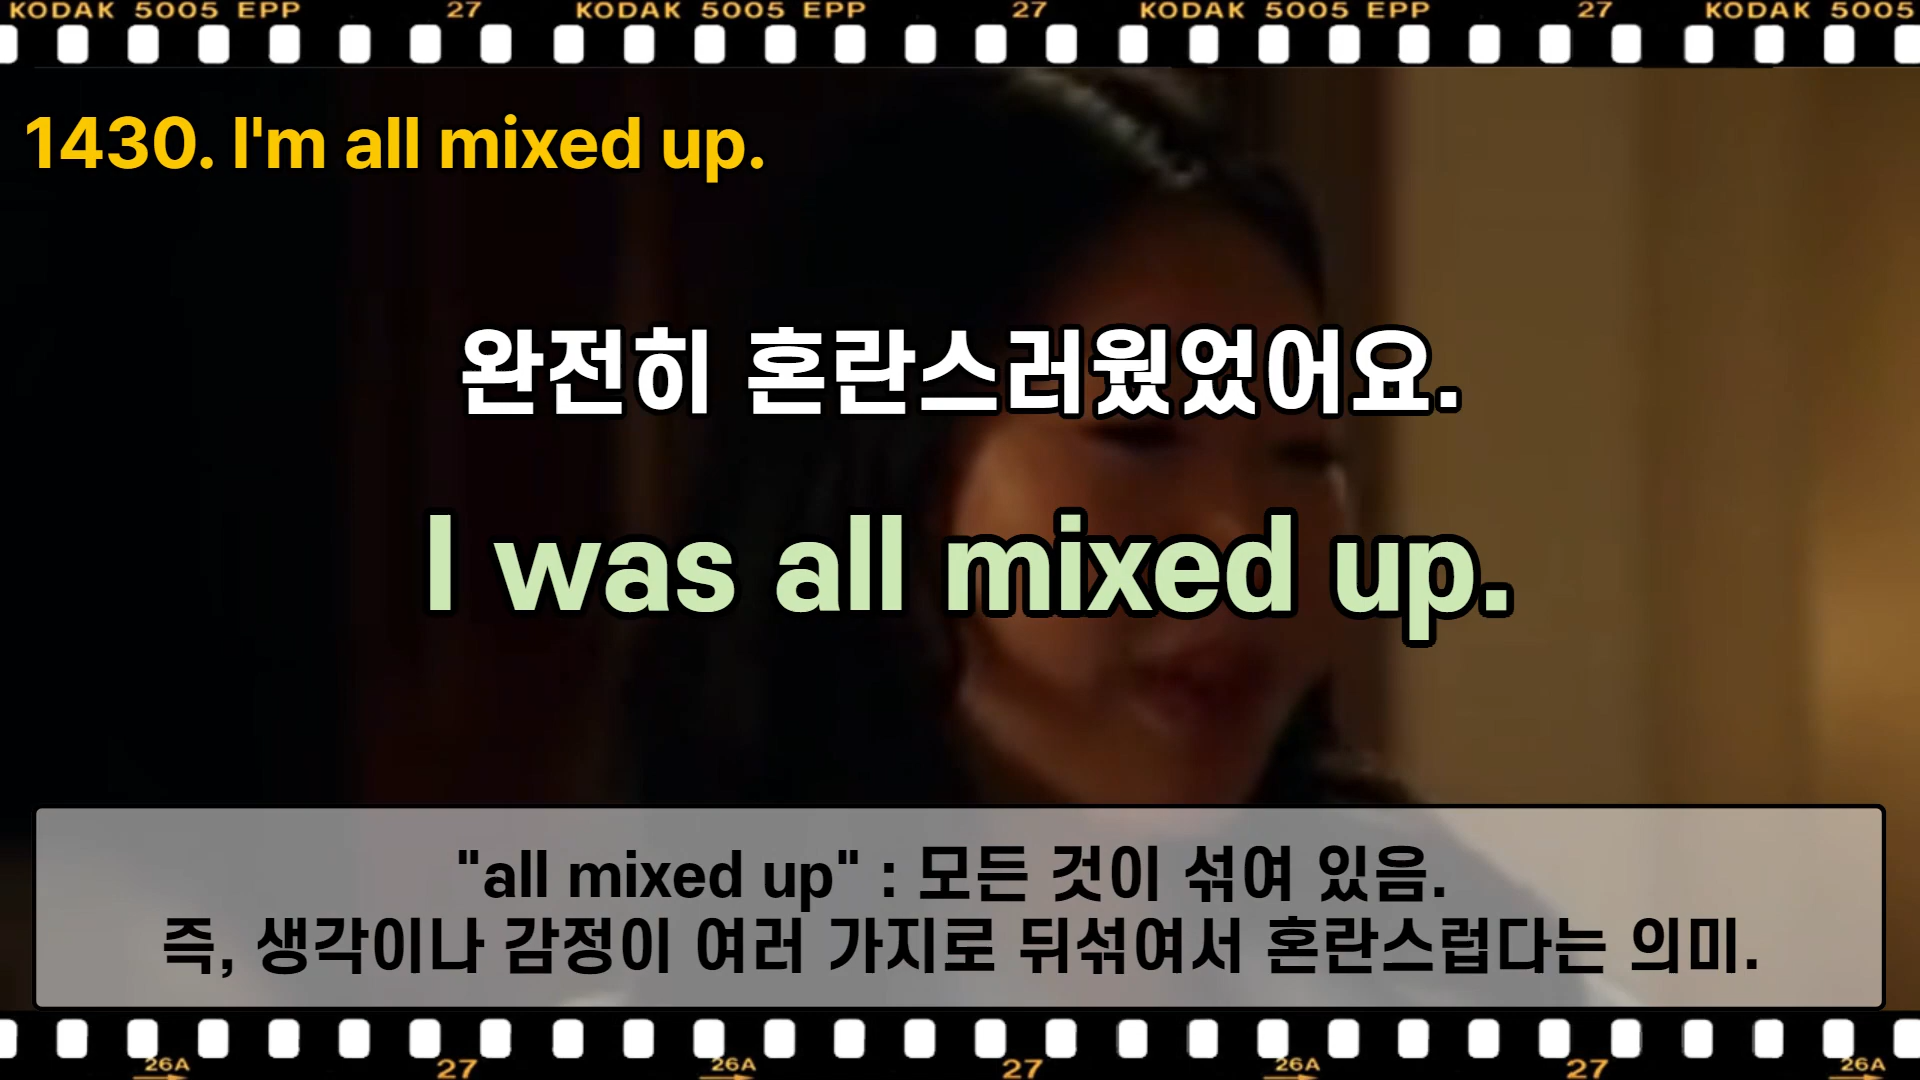 KODAK 5005 EPP 27 KODAK 5005 EPP 27 KODAK 5005 EPP 27 KODAK 5005
1430. I'm all mixed up.
완전히 혼란스러웠었어요.
I was all mixed up.
"all mixed up" : 모든 것이 섞여 있음.
즉, 생각이나 감정이 여러 가지로 뒤섞여서 혼란스럽다는 의미.
26A 27 26A 27 26A 27 26A